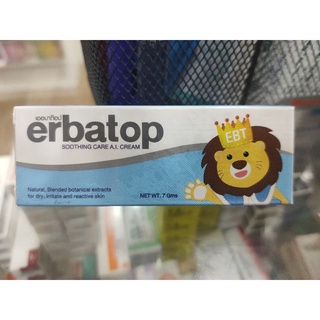 เออบาท็อป
erbatop
SOOTHING CARE A.I. CREAM
EBT
Natural, Blended botanical extracts
for dry, irritate and reactive skin
NET WT. 7 Gms